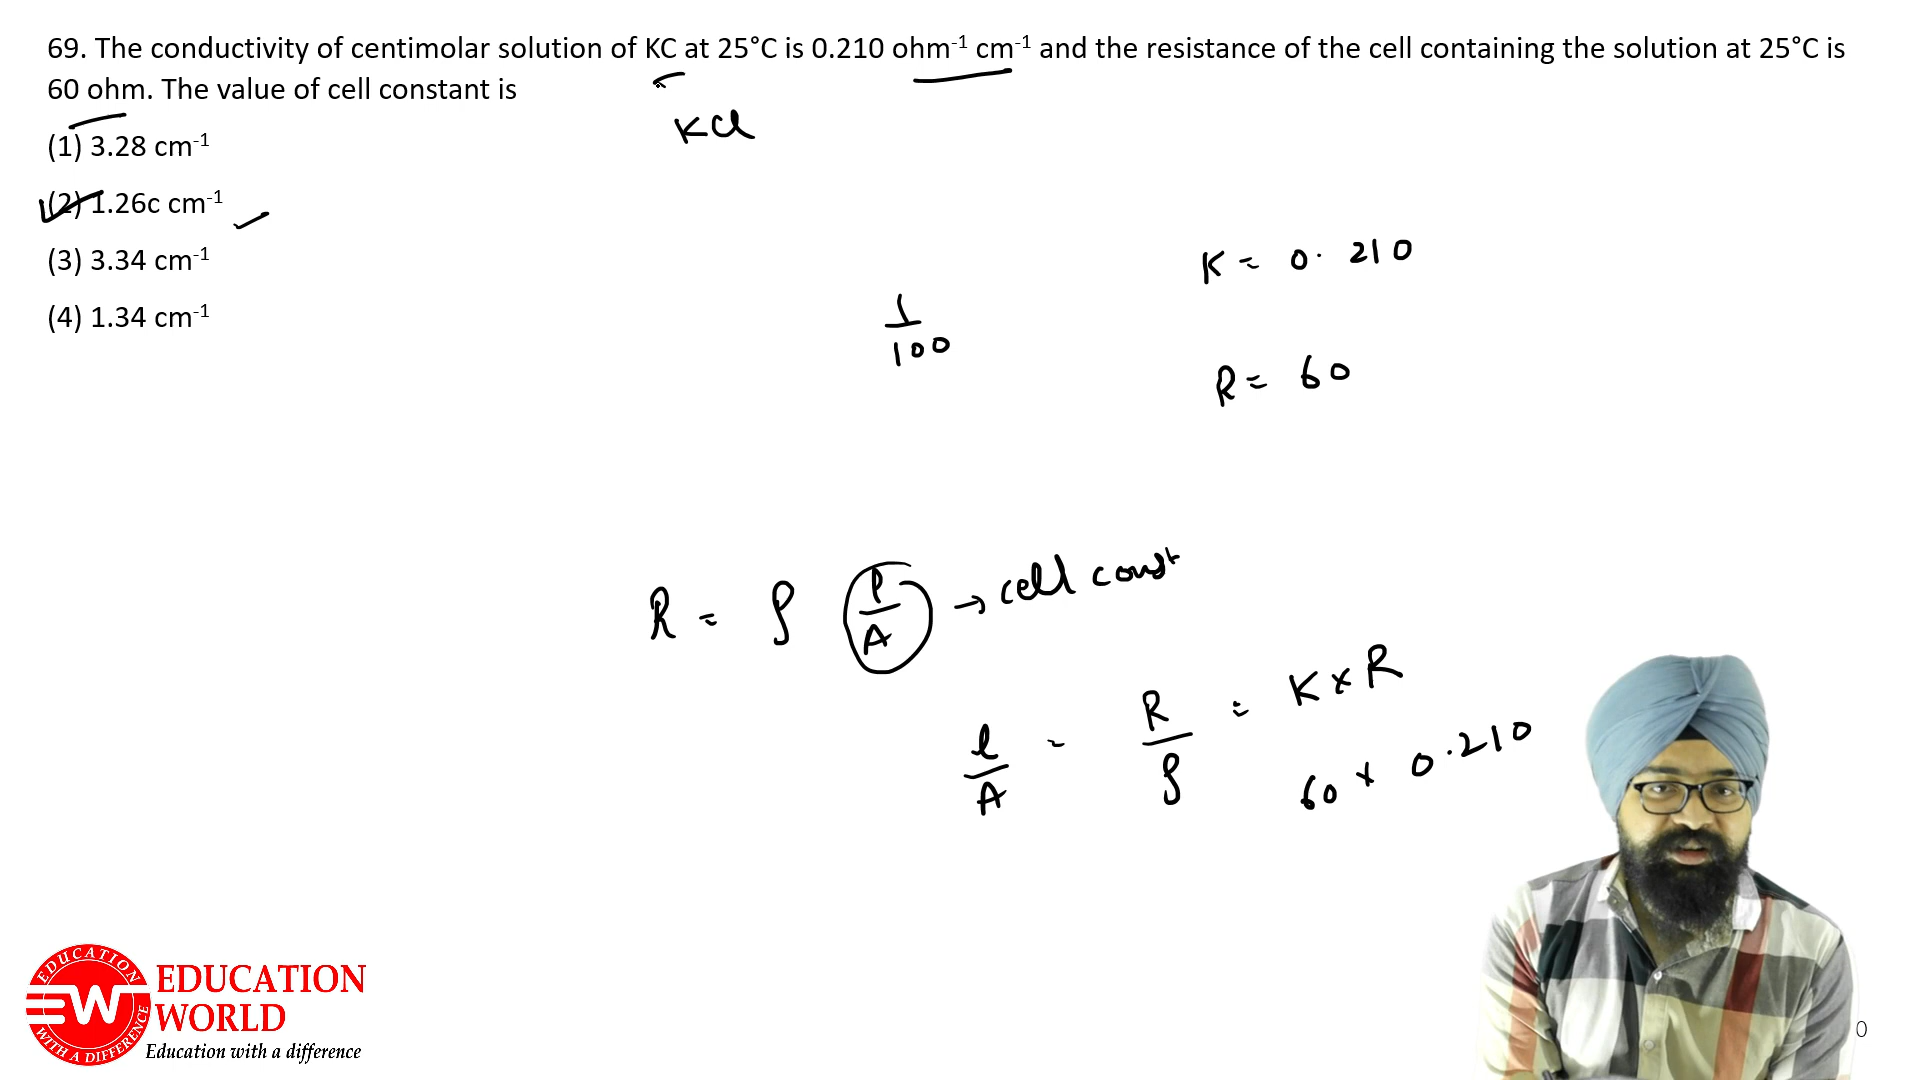 69. The conductivity of centimolar solution of KC at 25°C is 0.210 ohm⁻¹ cm⁻¹ and the resistance of the cell containing the solution at 25°C is
60 ohm. The value of cell constant is
KCl
(1) 3.28 cm⁻¹
(2) 1.26c cm⁻¹
(3) 3.34 cm⁻¹
(4) 1.34 cm⁻¹
K = 0.210
1/100
R = 60
R = ρ l/A → cell const
l/A = R/ρ = K × R
60 × 0.210
EDUCATION
WITH A DIFFERENCE
EW
EDUCATION
WORLD
Education with a difference
0